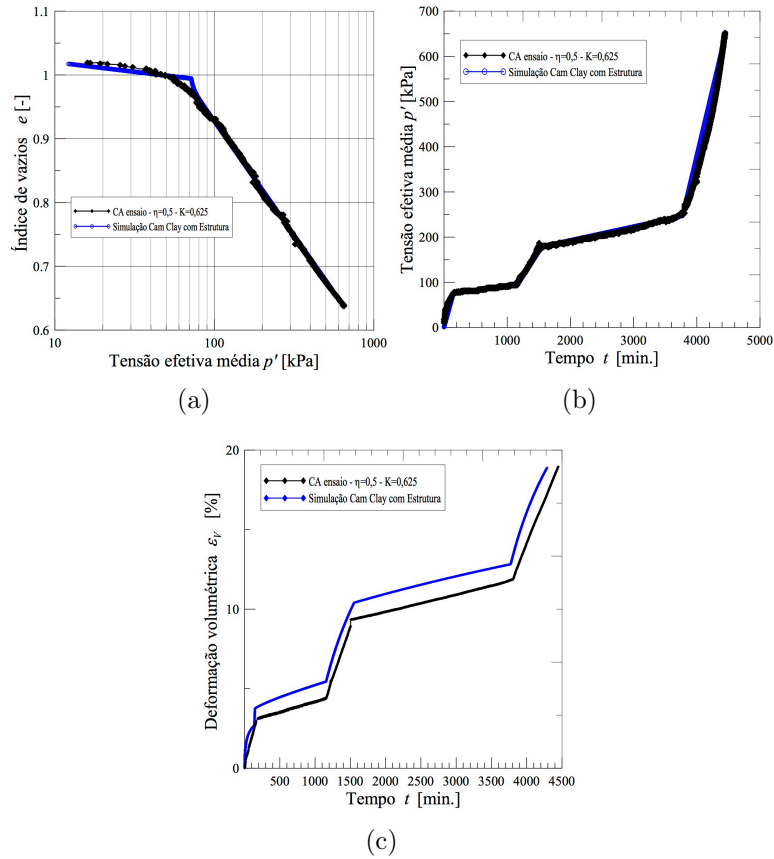 1.1
1
0.9
0.8
0.7
0.6
Índice de vazios e [-]
CA ensaio - η=0,5 - K=0,625
Simulação Cam Clay com Estrutura
10
100
1000
Tensão efetiva média p' [kPa]
(a)
700
600
500
400
300
200
100
0
Tensão efetiva média p' [kPa]
CA ensaio - η=0,5 - K=0,625
Simulação Cam Clay com Estrutura
0 1000 2000 3000 4000 5000
Tempo t [min.]
(b)
20
10
0
Deformação volumétrica εV [%]
CA ensaio - η=0,5 - K=0,625
Simulação Cam Clay com Estrutura
500 1000 1500 2000 2500 3000 3500 4000 4500
Tempo t [min.]
(c)